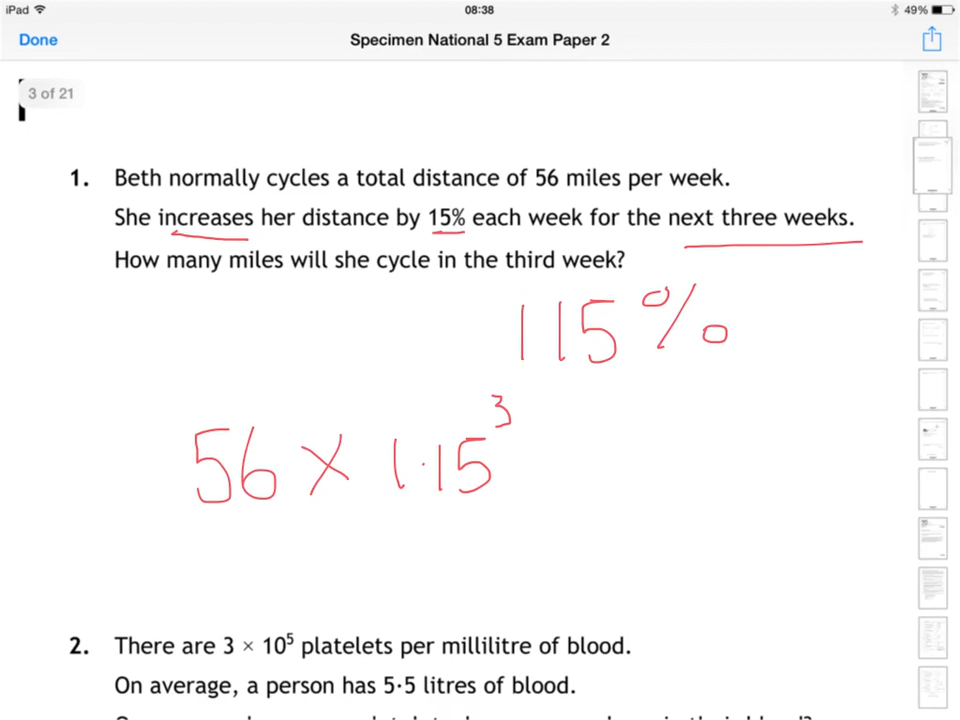 iPad 08:38 49%
Done Specimen National 5 Exam Paper 2
3 of 21
1. Beth normally cycles a total distance of 56 miles per week.
She increases her distance by 15% each week for the next three weeks.
How many miles will she cycle in the third week?
115%
56 × 1·15³
2. There are 3 × 10⁵ platelets per millilitre of blood.
On average, a person has 5·5 litres of blood.